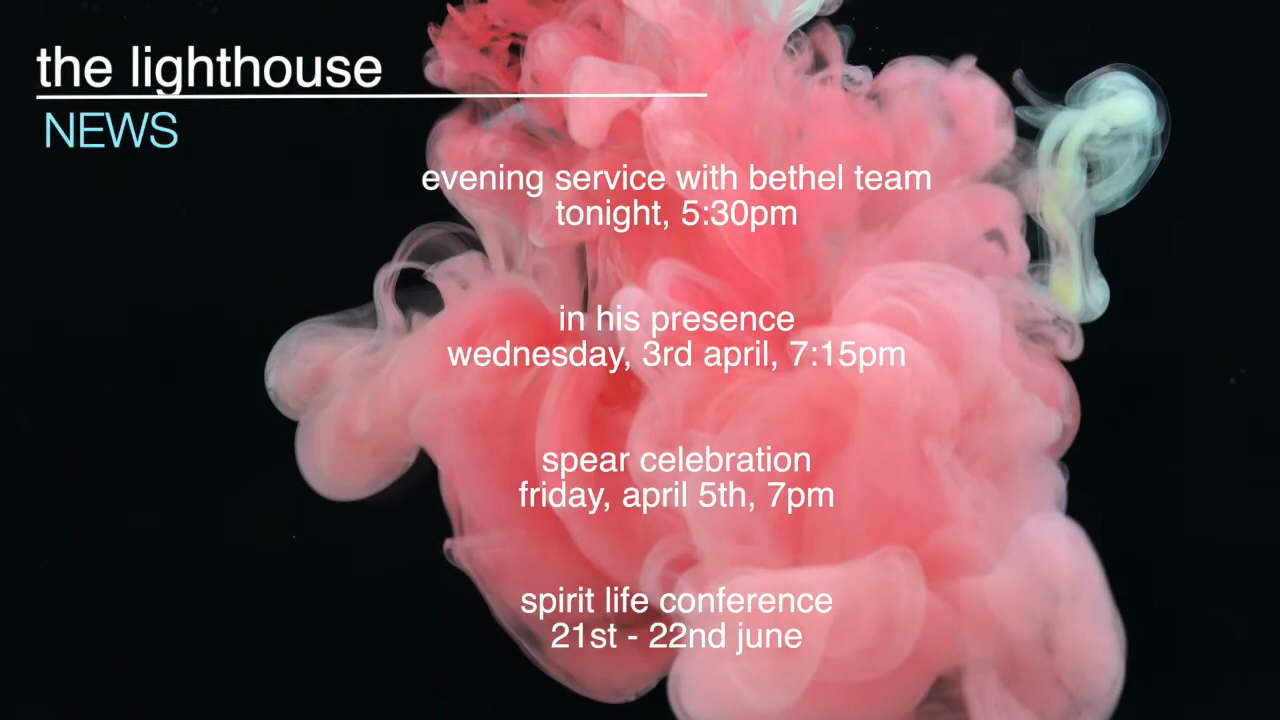 the lighthouse
NEWS
evening service with bethel team
tonight, 5:30pm
in his presence
wednesday, 3rd april, 7:15pm
spear celebration
friday, april 5th, 7pm
spirit life conference
21st - 22nd june